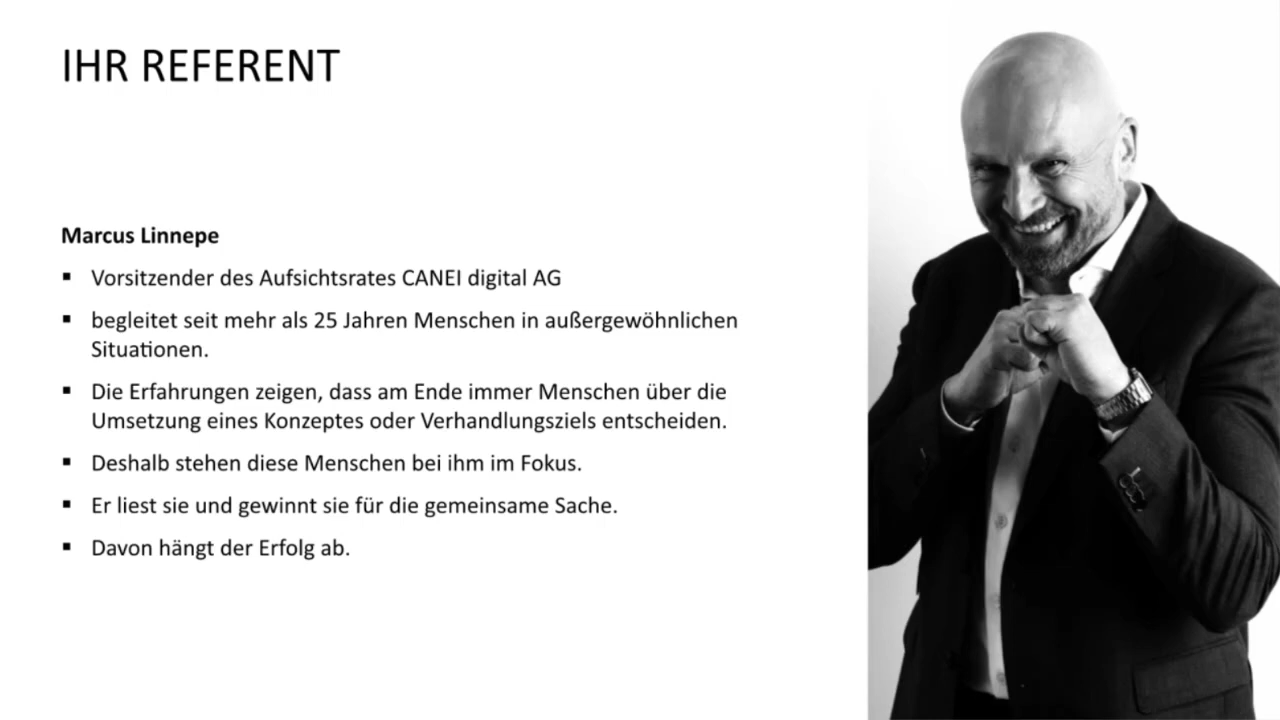 IHR REFERENT
Marcus Linnepe
▪ Vorsitzender des Aufsichtsrates CANEI digital AG
▪ begleitet seit mehr als 25 Jahren Menschen in außergewöhnlichen
Situationen.
▪ Die Erfahrungen zeigen, dass am Ende immer Menschen über die
Umsetzung eines Konzeptes oder Verhandlungsziels entscheiden.
▪ Deshalb stehen diese Menschen bei ihm im Fokus.
▪ Er liest sie und gewinnt sie für die gemeinsame Sache.
▪ Davon hängt der Erfolg ab.